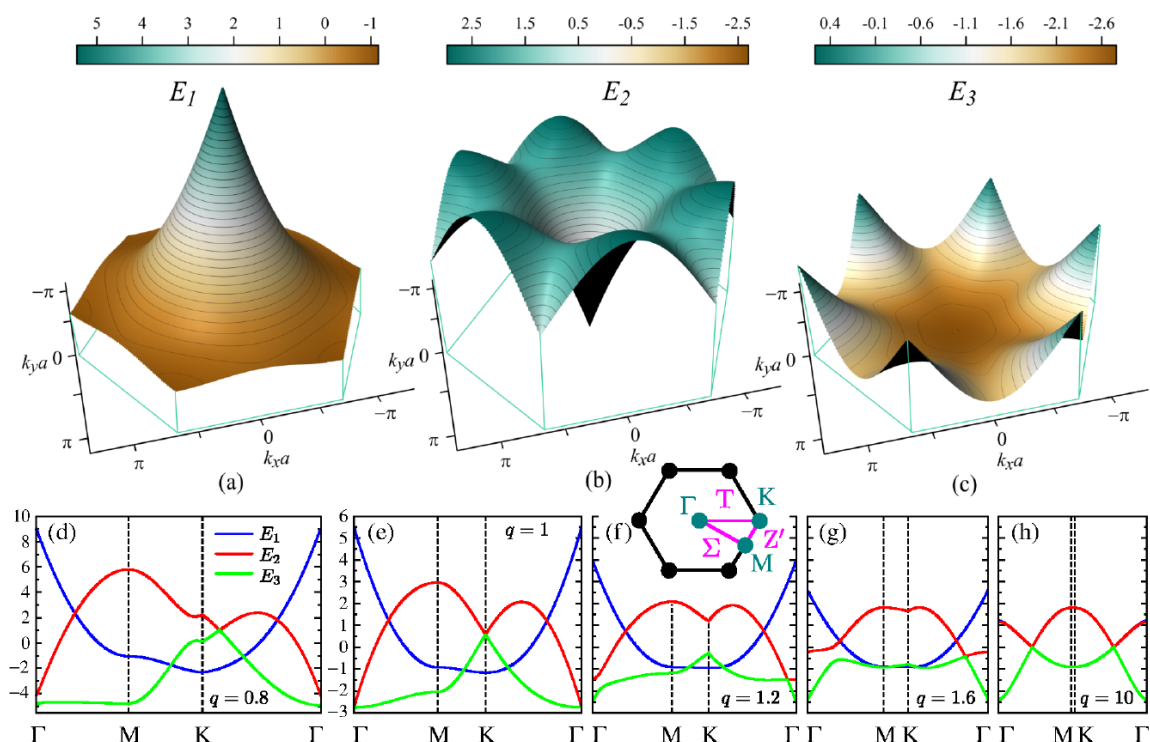 5 4 3 2 1 0 -1
2.5 1.5 0.5 -0.5 -1.5 -2.5
0.4 -0.1 -0.6 -1.1 -1.6 -2.1 -2.6
E1 E2 E3
−π −π −π
kya 0 kya 0 kya 0
−π −π −π
0 0 0
π π π
π π π
kxa kxa kxa
(a) (b) (c)
K
Γ T
Σ Z′
M
(d) (e) q = 1 (f) (g) (h)
E1
E2
E3
10
8
6
4
2
0
−2
−4
6
5
4
3
2
1
0
−1
−2
−3
q = 0.8 q = 1.2 q = 1.6 q = 10
Γ M K Γ Γ M K Γ Γ M K Γ Γ M K Γ Γ M K Γ